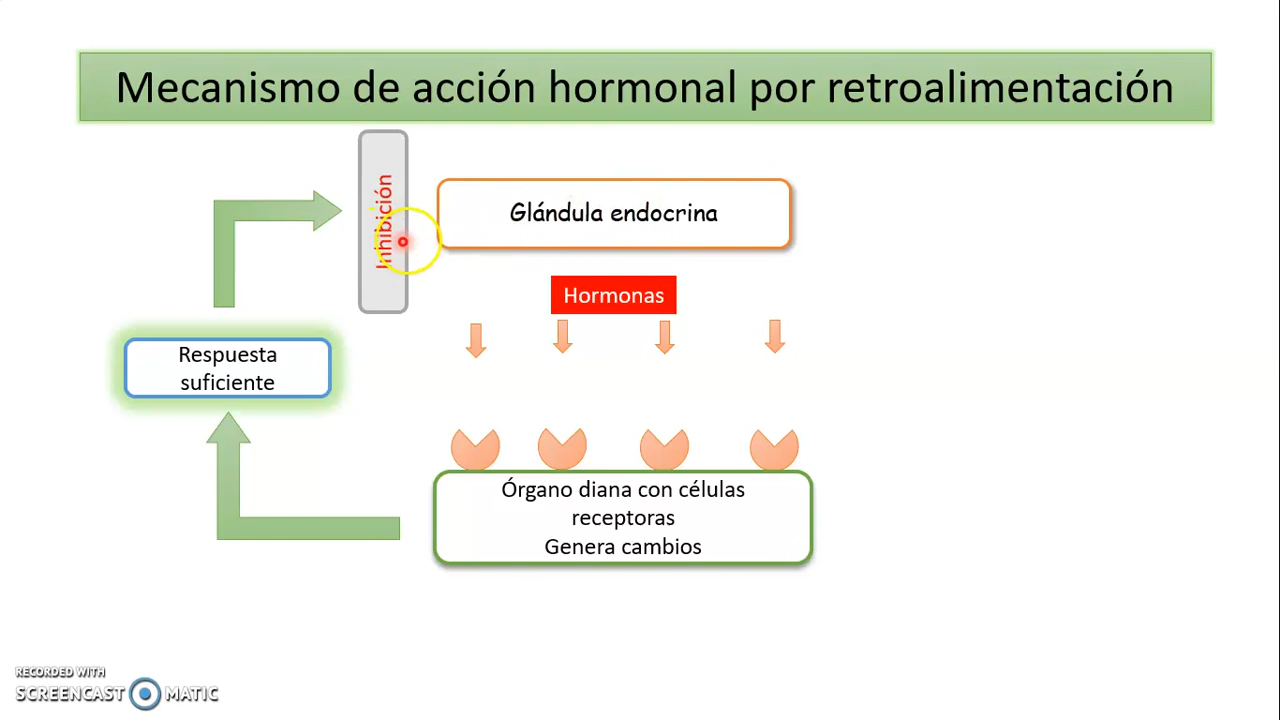 Mecanismo de acción hormonal por retroalimentación
Inhibición
Glándula endocrina
Hormonas
Respuesta
suficiente
Órgano diana con células
receptoras
Genera cambios
RECORDED WITH
SCREENCAST MATIC